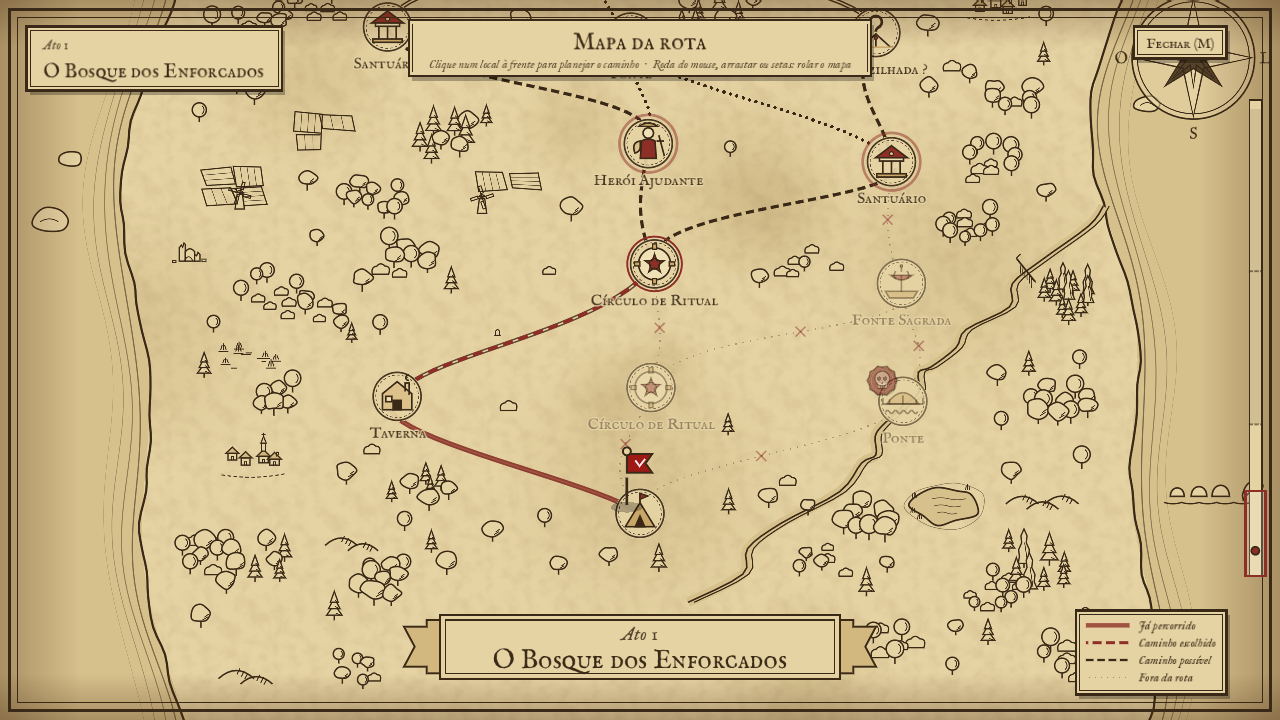 Ato 1
O Bosque dos Enforcados
Mapa da rota
Clique num local à frente para planejar o caminho · Roda do mouse, arrastar ou setas: rolar o mapa
Fechar (M)
O
L
S
Herói Ajudante
Santuário
Círculo de Ritual
Fonte Sagrada
Círculo de Ritual
Taverna
Ponte
Ato 1
O Bosque dos Enforcados
Já percorrido
Caminho escolhido
Caminho possível
Fora da rota